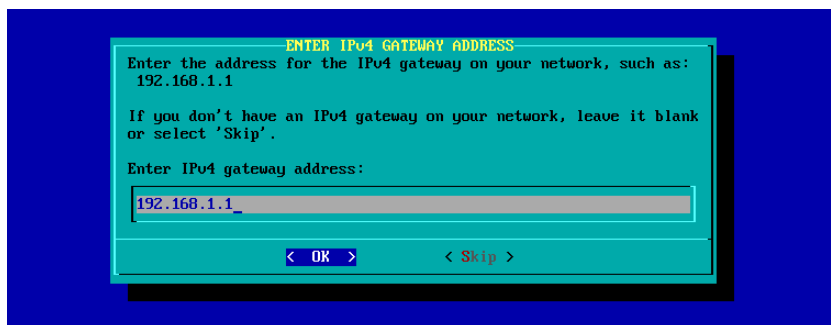 ENTER IPv4 GATEWAY ADDRESS
Enter the address for the IPv4 gateway on your network, such as:
192.168.1.1
If you don't have an IPv4 gateway on your network, leave it blank
or select 'Skip'.
Enter IPv4 gateway address:
192.168.1.1_
< OK > < Skip >